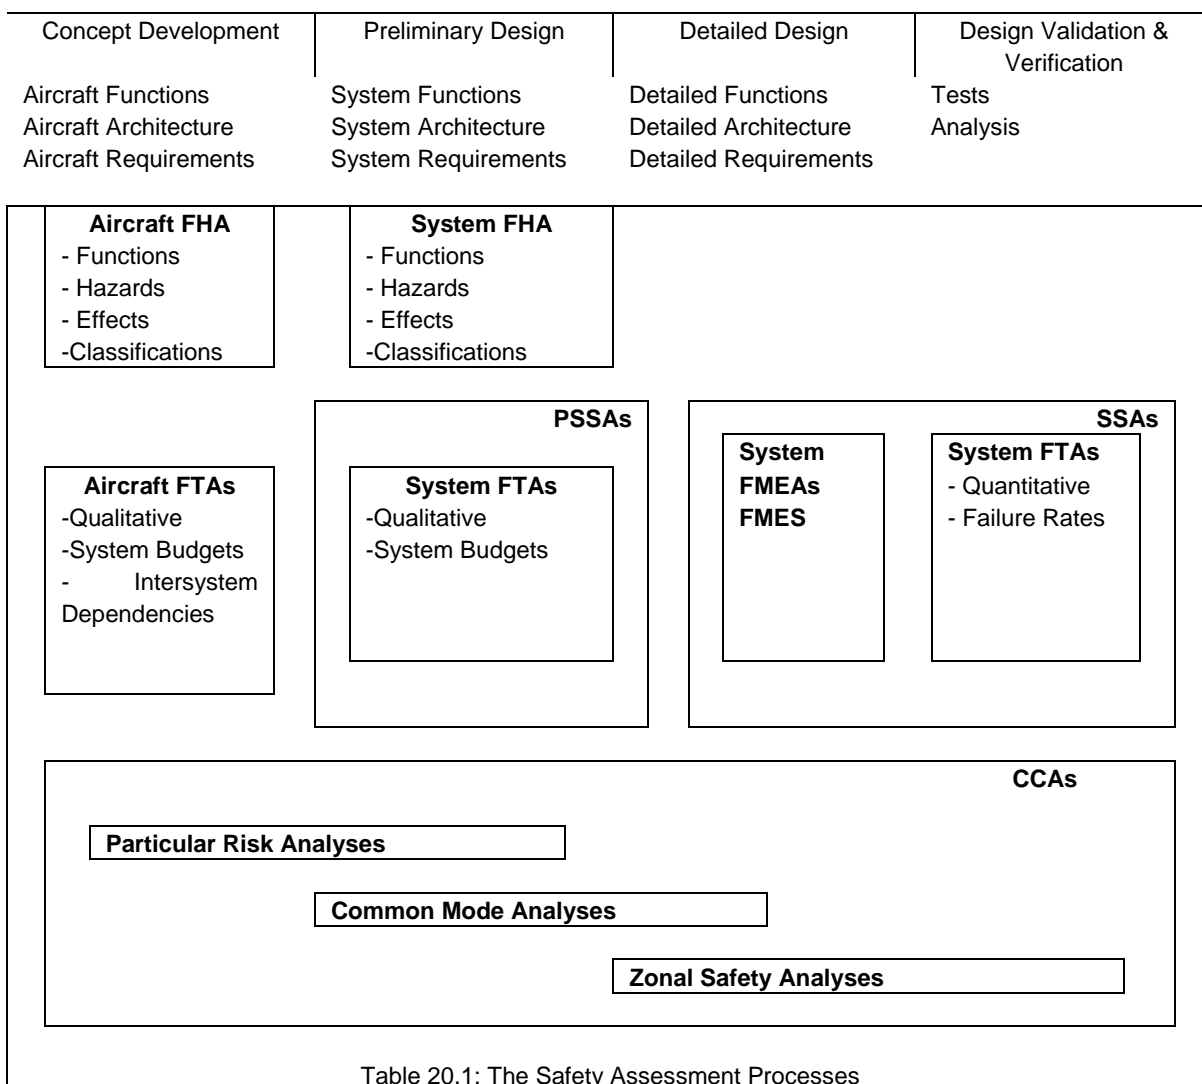 Concept Development
Preliminary Design
Detailed Design
Design Validation &
Verification
Aircraft Functions
Aircraft Architecture
Aircraft Requirements
System Functions
System Architecture
System Requirements
Detailed Functions
Detailed Architecture
Detailed Requirements
Tests
Analysis
Aircraft FHA
- Functions
- Hazards
- Effects
-Classifications
System FHA
- Functions
- Hazards
- Effects
-Classifications
Aircraft FTAs
-Qualitative
-System Budgets
- Intersystem
Dependencies
PSSAs
System FTAs
-Qualitative
-System Budgets
SSAs
System
FMEAs
FMES
System FTAs
- Quantitative
- Failure Rates
CCAs
Particular Risk Analyses
Common Mode Analyses
Zonal Safety Analyses
Table 20.1: The Safety Assessment Processes